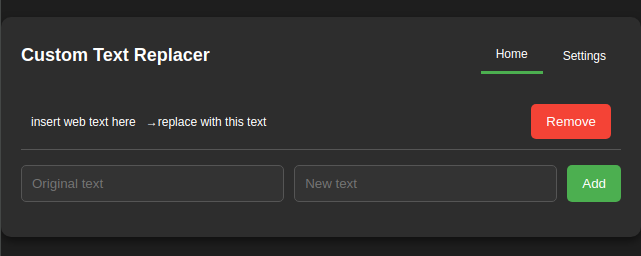 Custom Text Replacer Home Settings
insert web text here →replace with this text Remove
Original text New text Add